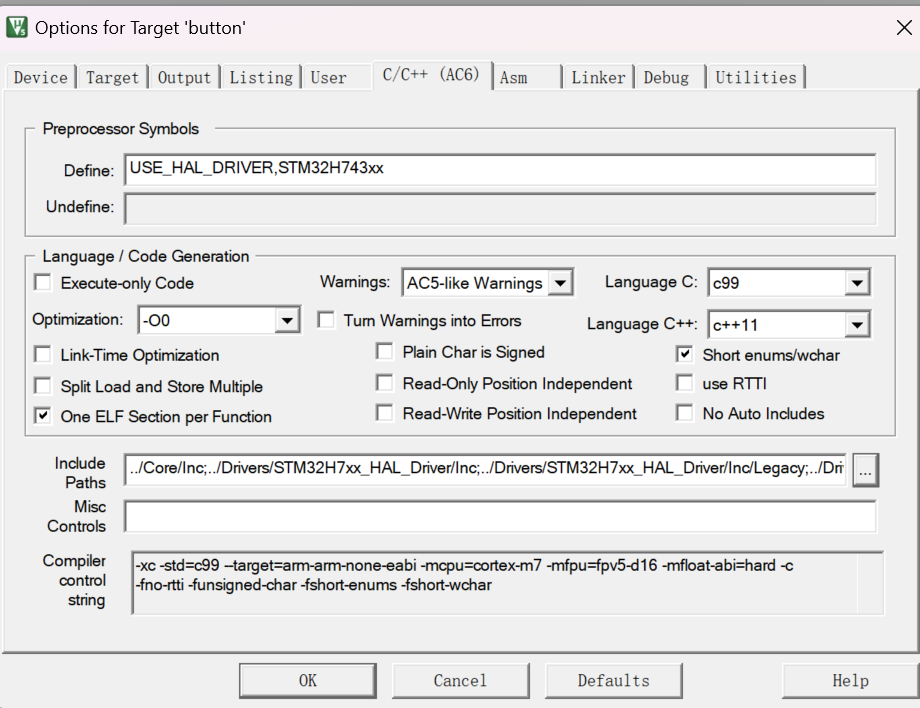 Options for Target 'button'
Device Target Output Listing User C/C++ (AC6) Asm Linker Debug Utilities
Preprocessor Symbols
Define: USE_HAL_DRIVER,STM32H743xx
Undefine:
Language / Code Generation
Execute-only Code Warnings: AC5-like Warnings Language C: c99
Optimization: -O0 Turn Warnings into Errors Language C++: c++11
Link-Time Optimization Plain Char is Signed Short enums/wchar
Split Load and Store Multiple Read-Only Position Independent use RTTI
One ELF Section per Function Read-Write Position Independent No Auto Includes
Include
Paths
../Core/Inc;../Drivers/STM32H7xx_HAL_Driver/Inc;../Drivers/STM32H7xx_HAL_Driver/Inc/Legacy;../Dri ...
Misc
Controls
Compiler
control
string
-xc -std=c99 --target=arm-arm-none-eabi -mcpu=cortex-m7 -mfpu=fpv5-d16 -mfloat-abi=hard -c
-fno-rtti -funsigned-char -fshort-enums -fshort-wchar
OK Cancel Defaults Help